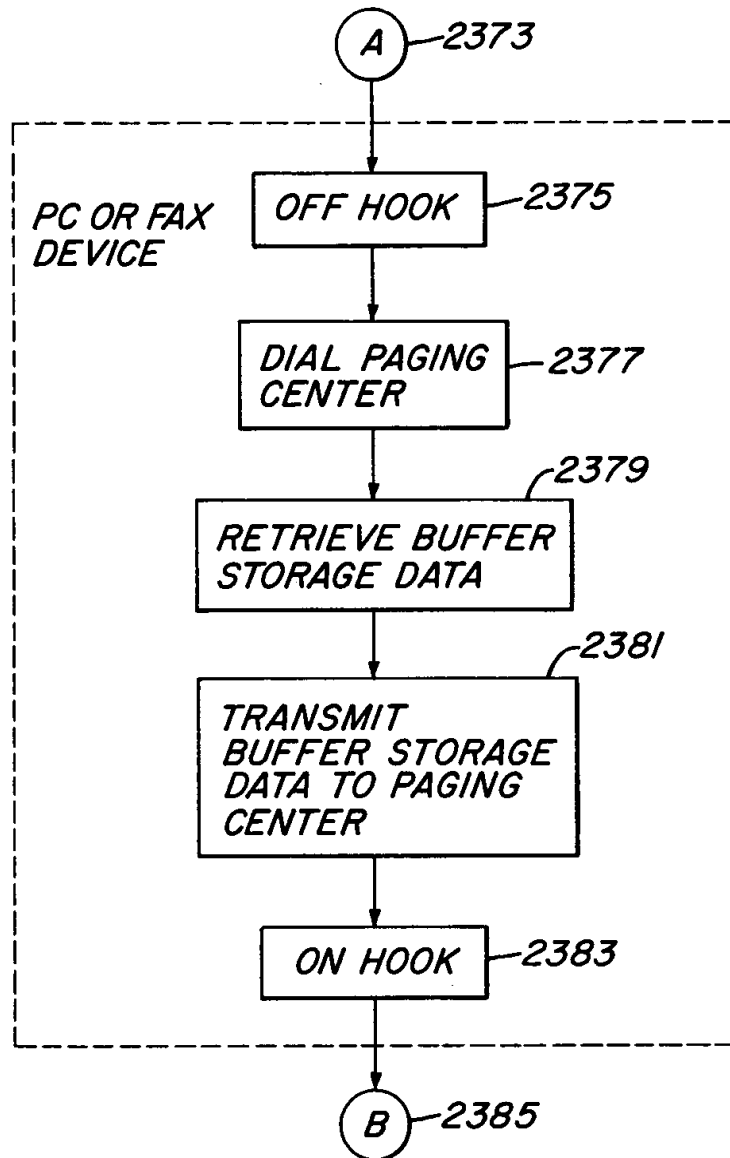 A 2373
PC OR FAX
DEVICE
OFF HOOK 2375
DIAL PAGING
CENTER
2377
2379
RETRIEVE BUFFER
STORAGE DATA
2381
TRANSMIT
BUFFER STORAGE
DATA TO PAGING
CENTER
ON HOOK 2383
B 2385